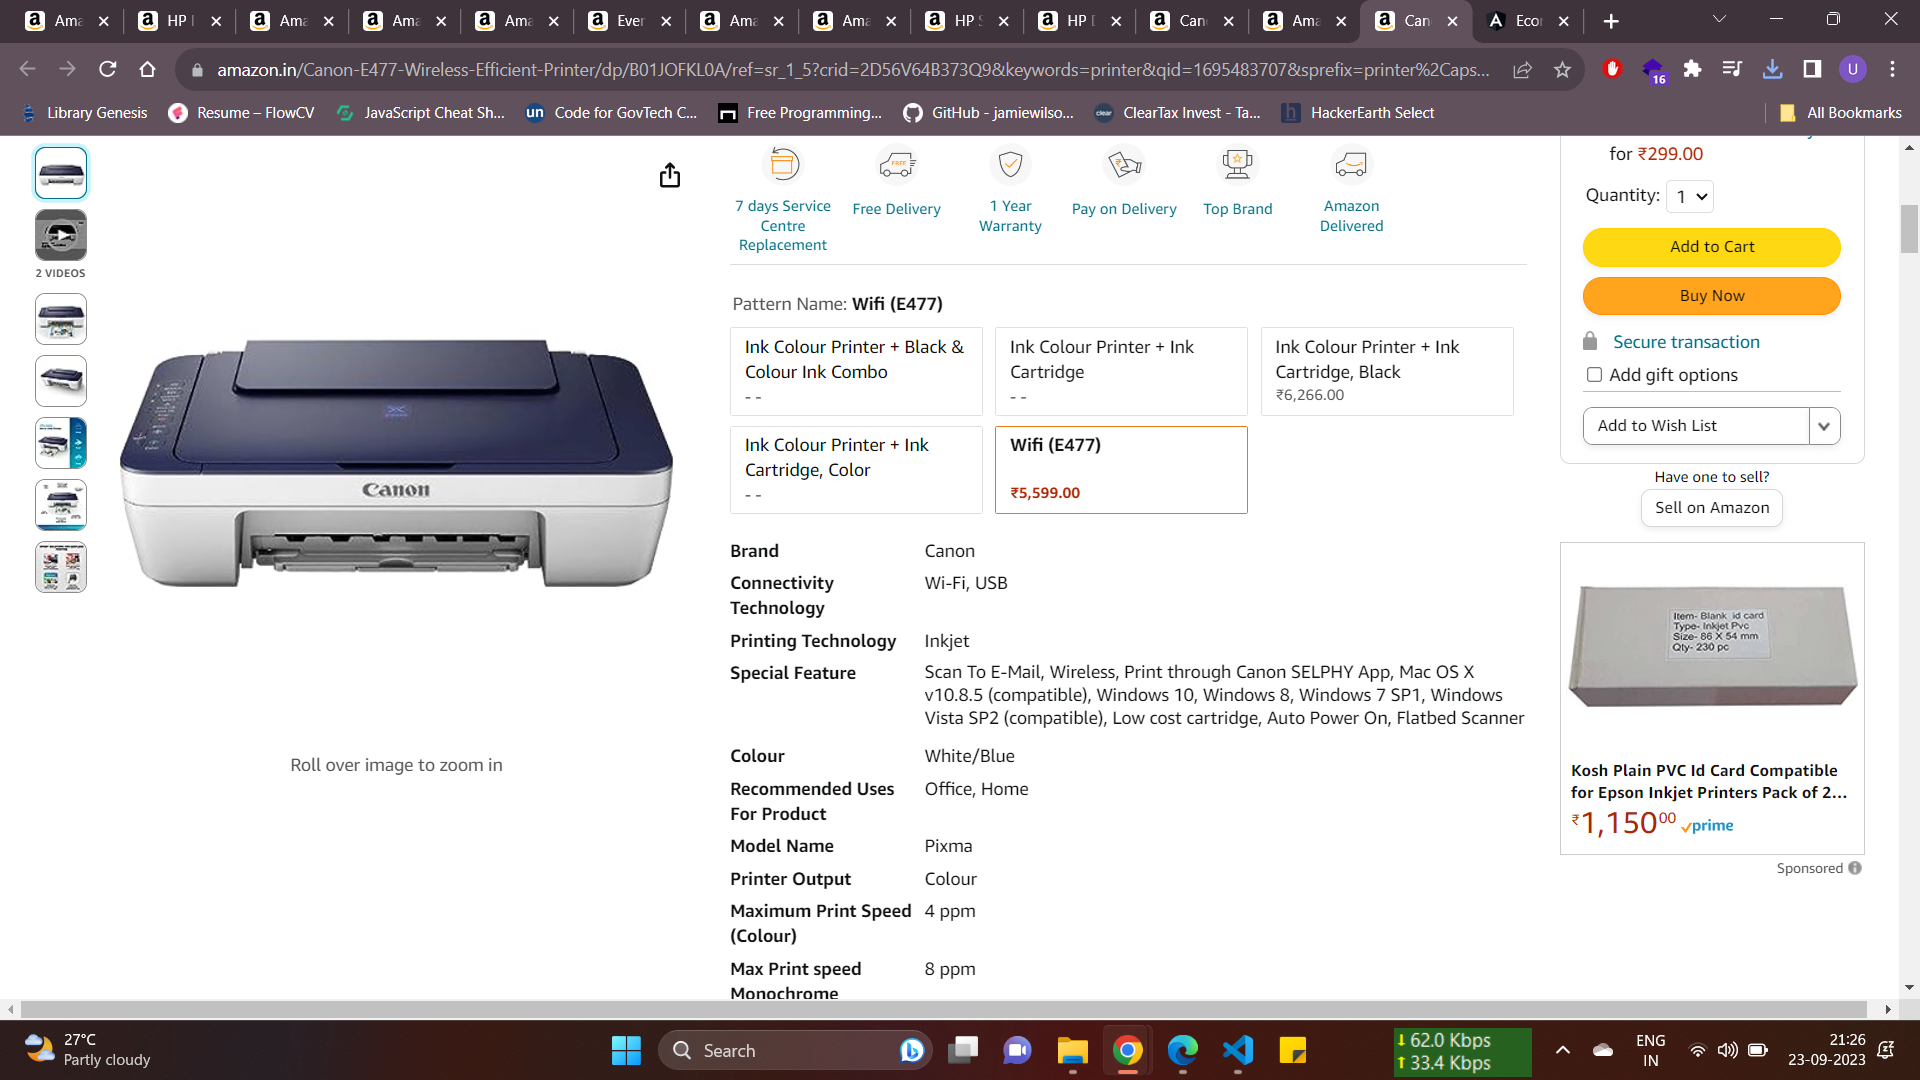 Ama
HP I
Ama
Ama
Ama
Ever
Ama
Ama
HP S
HP D
Can
Ama
Can
Ecor
amazon.in/Canon-E477-Wireless-Efficient-Printer/dp/B01JOFKL0A/ref=sr_1_5?crid=2D56V64B373Q9&keywords=printer&qid=1695483707&sprefix=printer%2Caps...
16
U
Library Genesis
Resume – FlowCV
JavaScript Cheat Sh...
un
Code for GovTech C...
Free Programming...
GitHub - jamiewilso...
clear
ClearTax Invest - Ta...
h
HackerEarth Select
All Bookmarks
2 VIDEOS
Canon
Roll over image to zoom in
7 days Service
Centre
Replacement
FREE
Free Delivery
1 Year
Warranty
Pay on Delivery
Top Brand
Amazon
Delivered
Pattern Name: Wifi (E477)
Ink Colour Printer + Black &
Colour Ink Combo
- -
Ink Colour Printer + Ink
Cartridge
- -
Ink Colour Printer + Ink
Cartridge, Black
₹6,266.00
Ink Colour Printer + Ink
Cartridge, Color
- -
Wifi (E477)
₹5,599.00
Brand Canon
Connectivity Wi-Fi, USB
Technology
Printing Technology Inkjet
Special Feature Scan To E-Mail, Wireless, Print through Canon SELPHY App, Mac OS X
v10.8.5 (compatible), Windows 10, Windows 8, Windows 7 SP1, Windows
Vista SP2 (compatible), Low cost cartridge, Auto Power On, Flatbed Scanner
Colour White/Blue
Recommended Uses Office, Home
For Product
Model Name Pixma
Printer Output Colour
Maximum Print Speed 4 ppm
(Colour)
Max Print speed 8 ppm
Monochrome
for ₹299.00
Quantity: 1
Add to Cart
Buy Now
Secure transaction
Add gift options
Add to Wish List
Have one to sell?
Sell on Amazon
Item- Blank id card
Type- Inkjet Pvc
Size- 86 X 54 mm
Qty- 230 pc
Kosh Plain PVC Id Card Compatible
for Epson Inkjet Printers Pack of 2...
₹1,15000 prime
Sponsored
27°C
Partly cloudy
Search
62.0 Kbps
33.4 Kbps
ENG
IN
21:26
23-09-2023